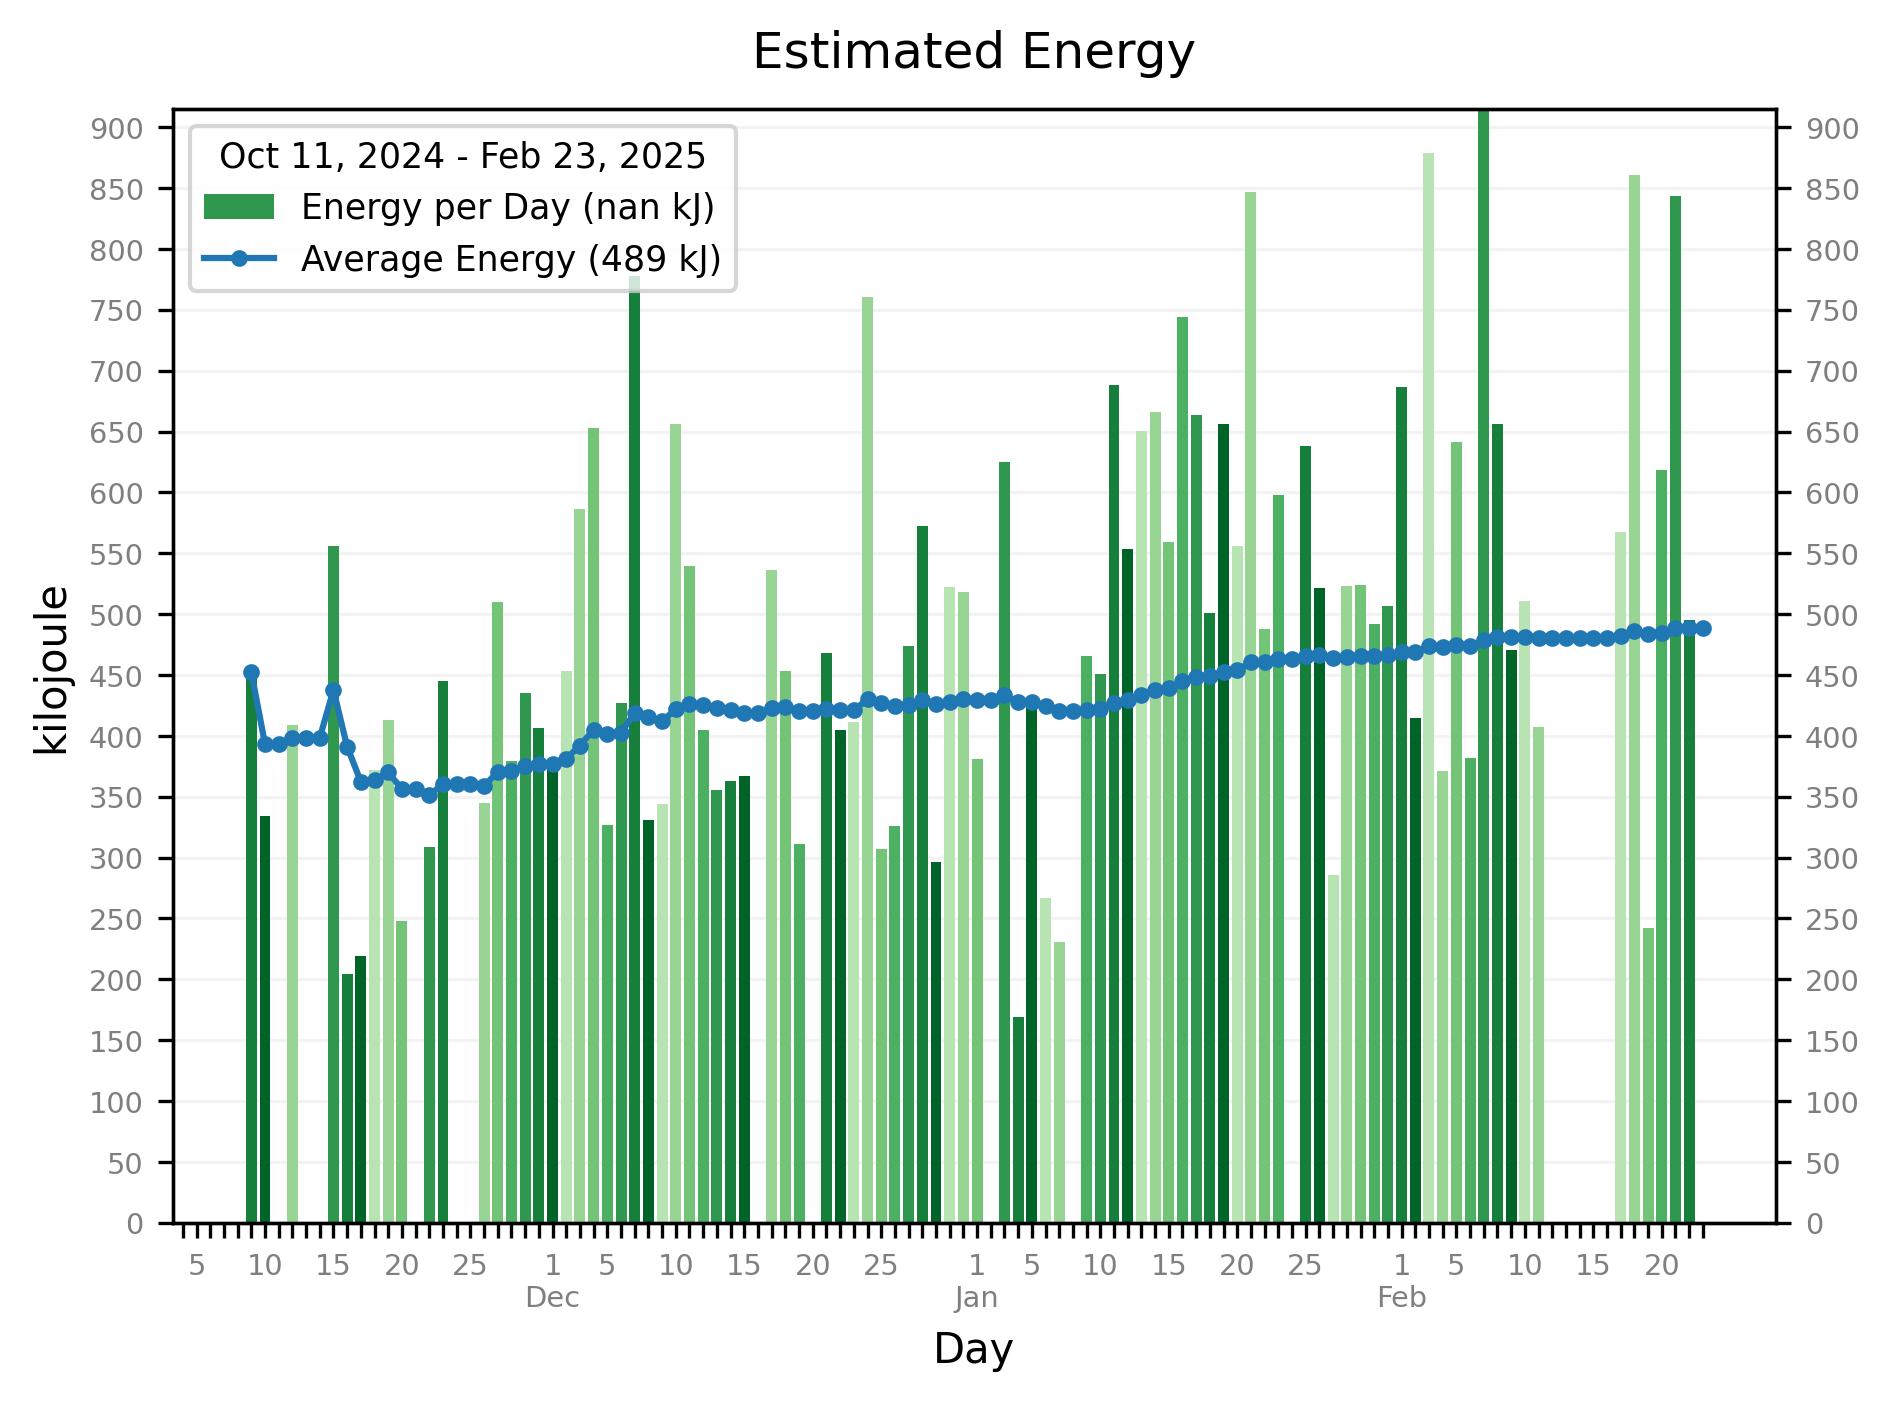 Estimated Energy
Oct 11, 2024 - Feb 23, 2025
Energy per Day (nan kJ)
Average Energy (489 kJ)
900 900
850 850
800 800
750 750
700 700
650 650
600 600
550 550
500 500
450 450
400 400
350 350
300 300
250 250
200 200
150 150
100 100
50 50
0 0
kilojoule
5 10 15 20 25 1 5 10 15 20 25 1 5 10 15 20 25 1 5 10 15 20
Dec Jan Feb
Day